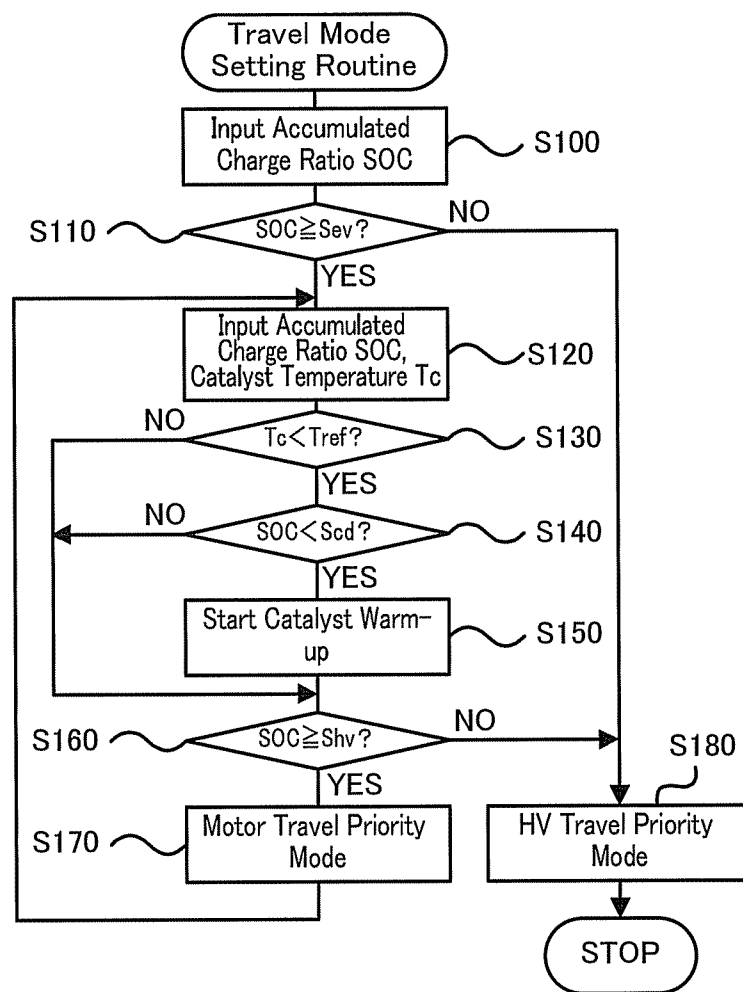 Travel Mode
Setting Routine
Input Accumulated
Charge Ratio SOC
S100
S110
SOC≧Sev?
NO
YES
Input Accumulated
Charge Ratio SOC,
Catalyst Temperature Tc
S120
NO
Tc<Tref?
S130
YES
NO
SOC<Scd?
S140
YES
Start Catalyst Warm-
up
S150
S160
SOC≧Shv?
NO
YES
S180
S170
Motor Travel Priority
Mode
HV Travel Priority
Mode
STOP